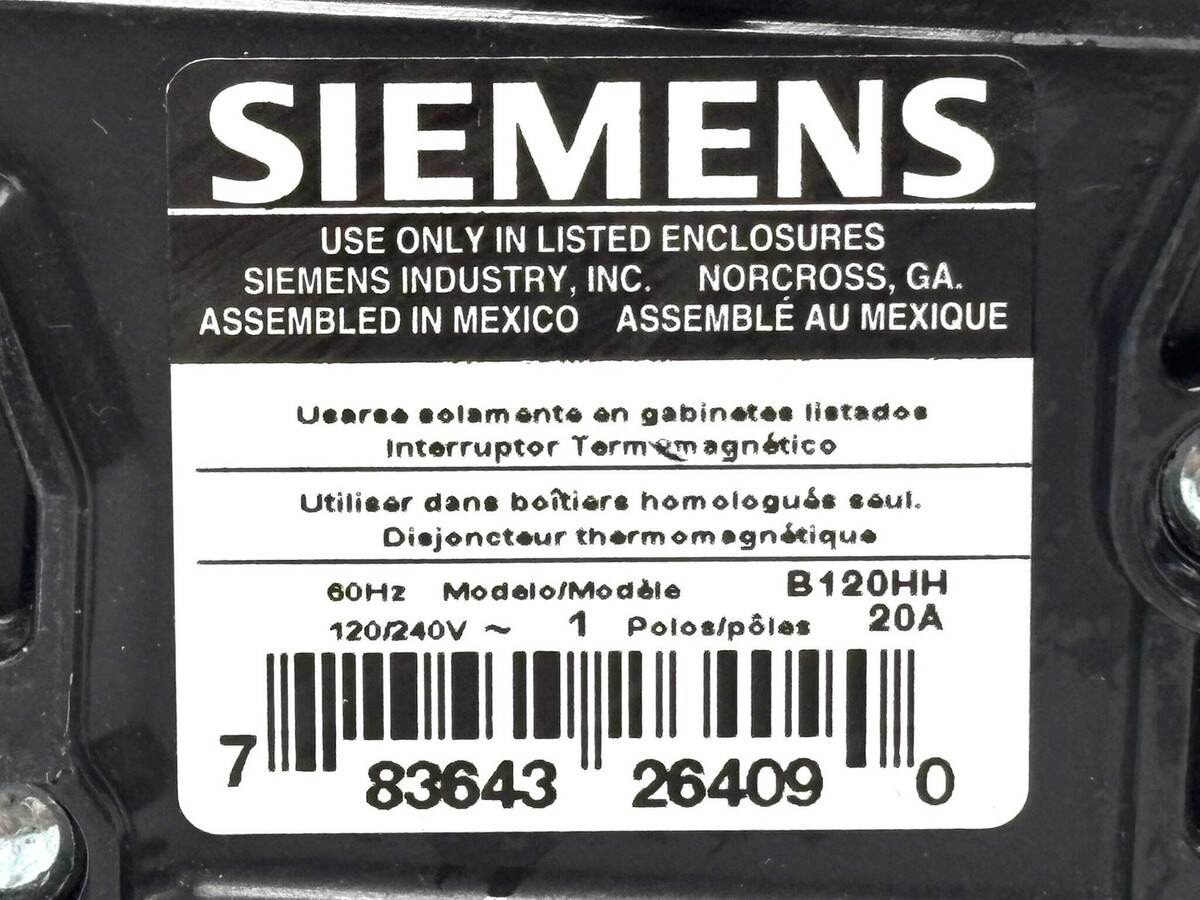 SIEMENS
USE ONLY IN LISTED ENCLOSURES
SIEMENS INDUSTRY, INC. NORCROSS, GA.
ASSEMBLED IN MEXICO ASSEMBLÉ AU MEXIQUE
Usarse solamente en gabinetes listados
Interruptor Termomagnético
Utiliser dans boîtiers homologués seul.
Disjoncteur thermomagnétique
60Hz Modelo/Modèle B120HH
120/240V ~ 1 Polos/pôles 20A
7 83643 26409 0